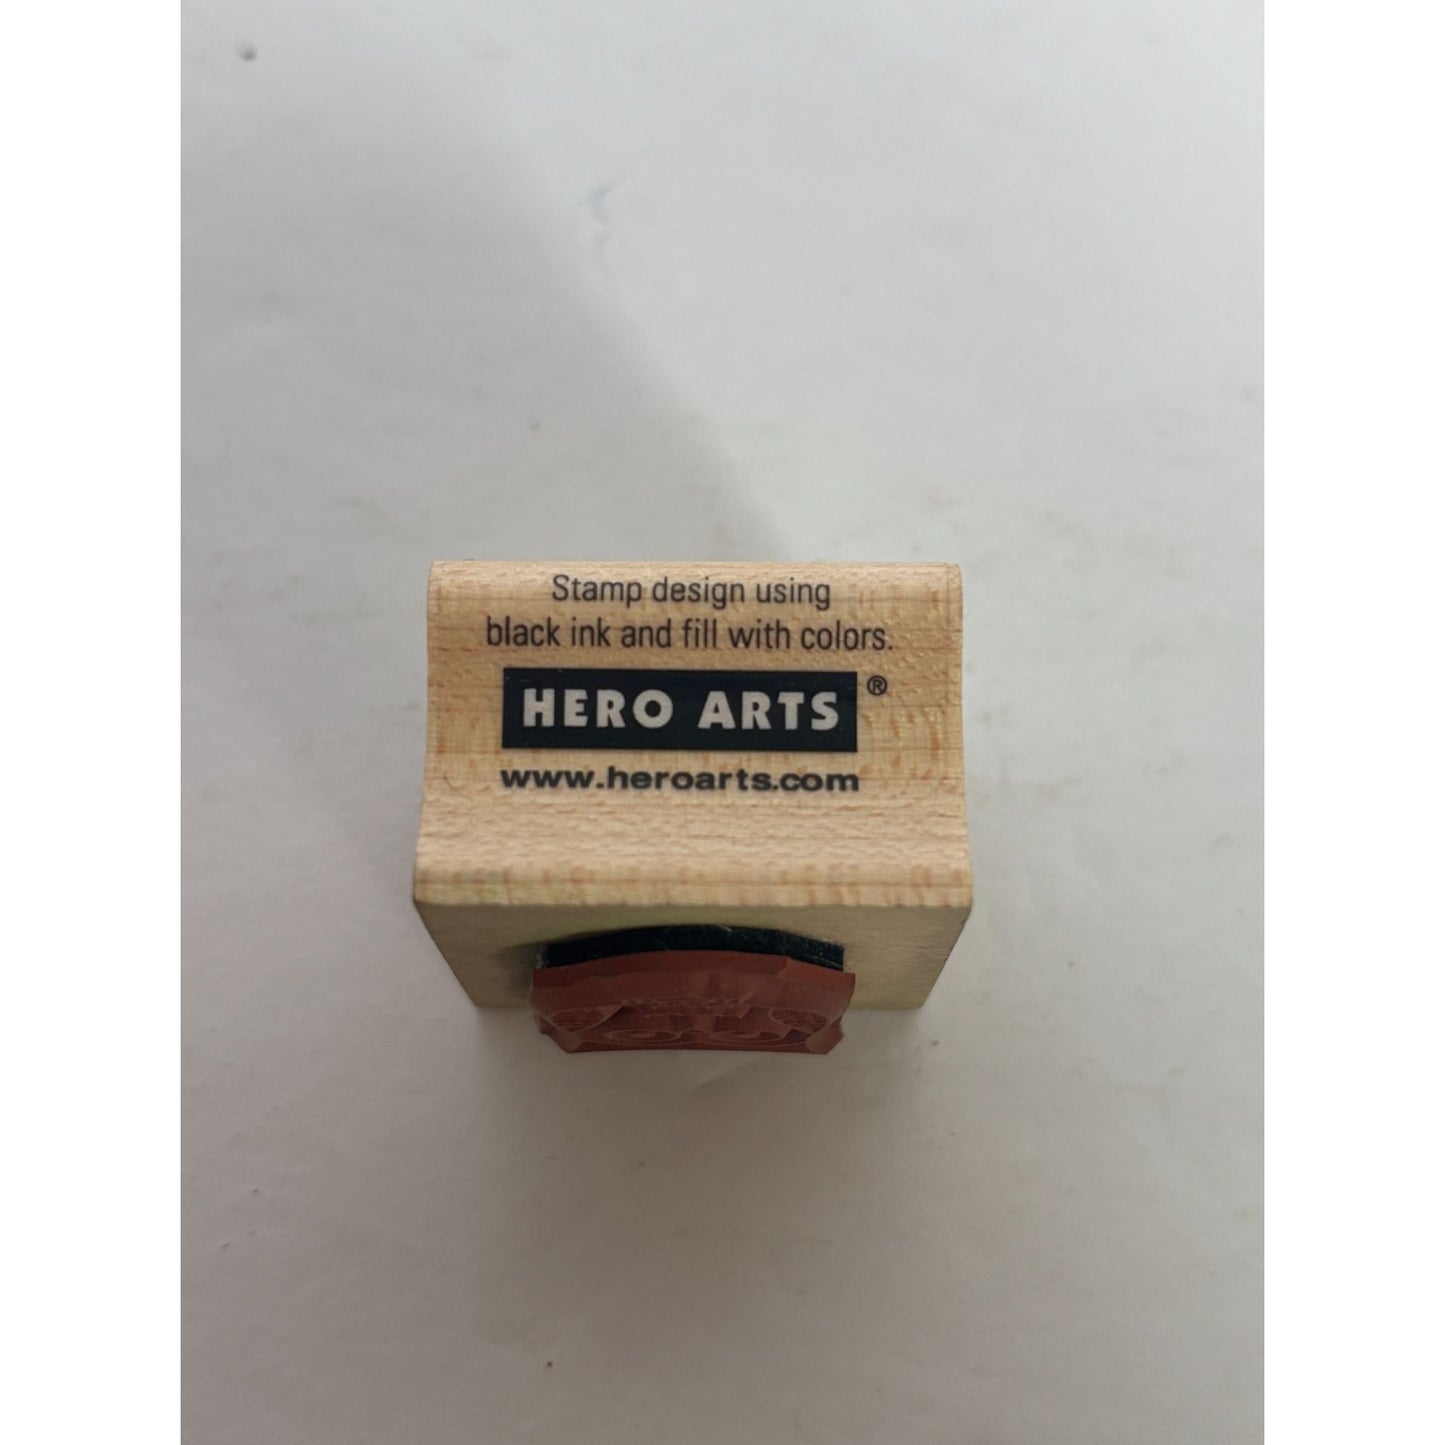 Stamp design using
black ink and fill with colors.
HERO ARTS ®
www.heroarts.com